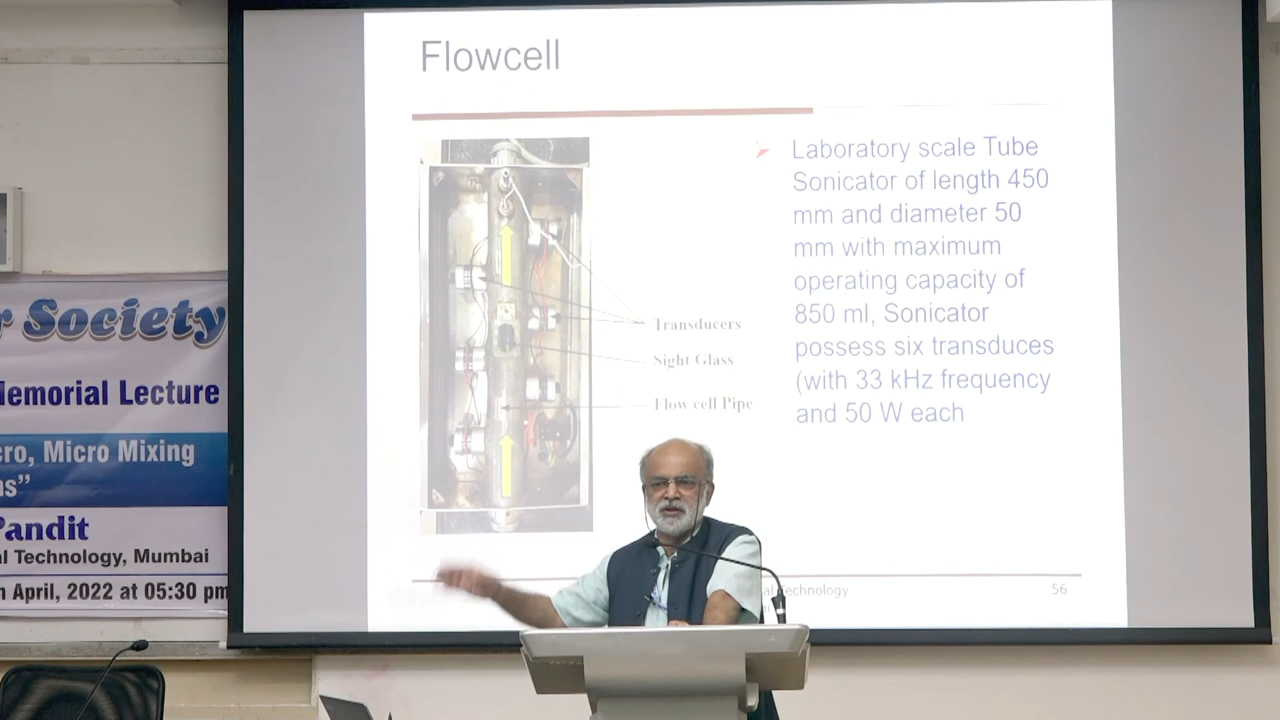 Flowcell
Laboratory scale Tube
Sonicator of length 450
mm and diameter 50
mm with maximum
operating capacity of
850 ml, Sonicator
possess six transduces
(with 33 kHz frequency
and 50 W each
Transducers
Sight Glass
Flow cell Pipe
Technology
56
r Society
Memorial Lecture
cro, Micro Mixing
ns”
Pandit
al Technology, Mumbai
h April, 2022 at 05:30 pm